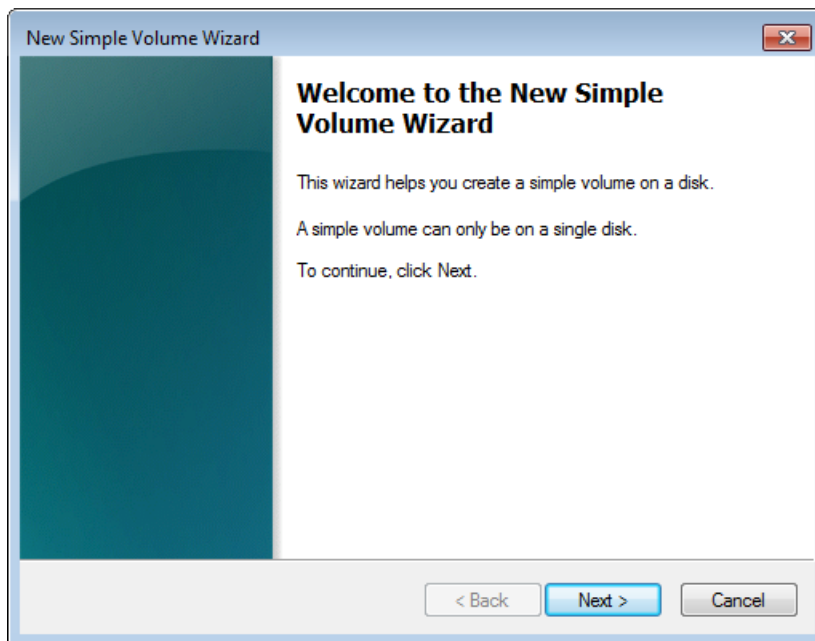 New Simple Volume Wizard
Welcome to the New Simple
Volume Wizard
This wizard helps you create a simple volume on a disk.
A simple volume can only be on a single disk.
To continue, click Next.
< Back
Next >
Cancel